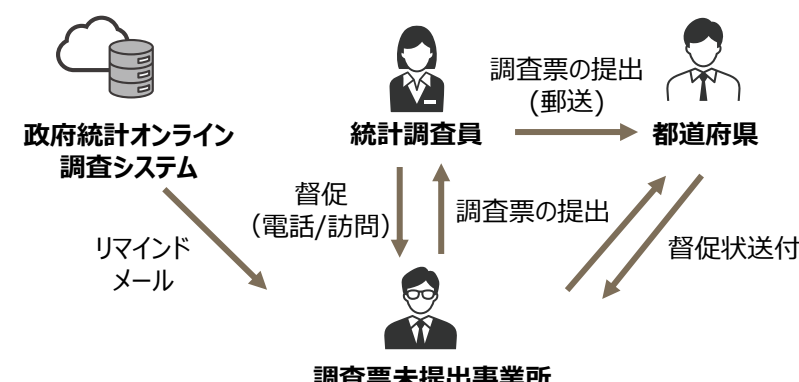 政府統計オンライン
調査システム
統計調査員
調査票の提出
(郵送)
都道府県
リマインド
メール
督促
(電話/訪問)
調査票の提出
督促状送付
調査票未提出事業所